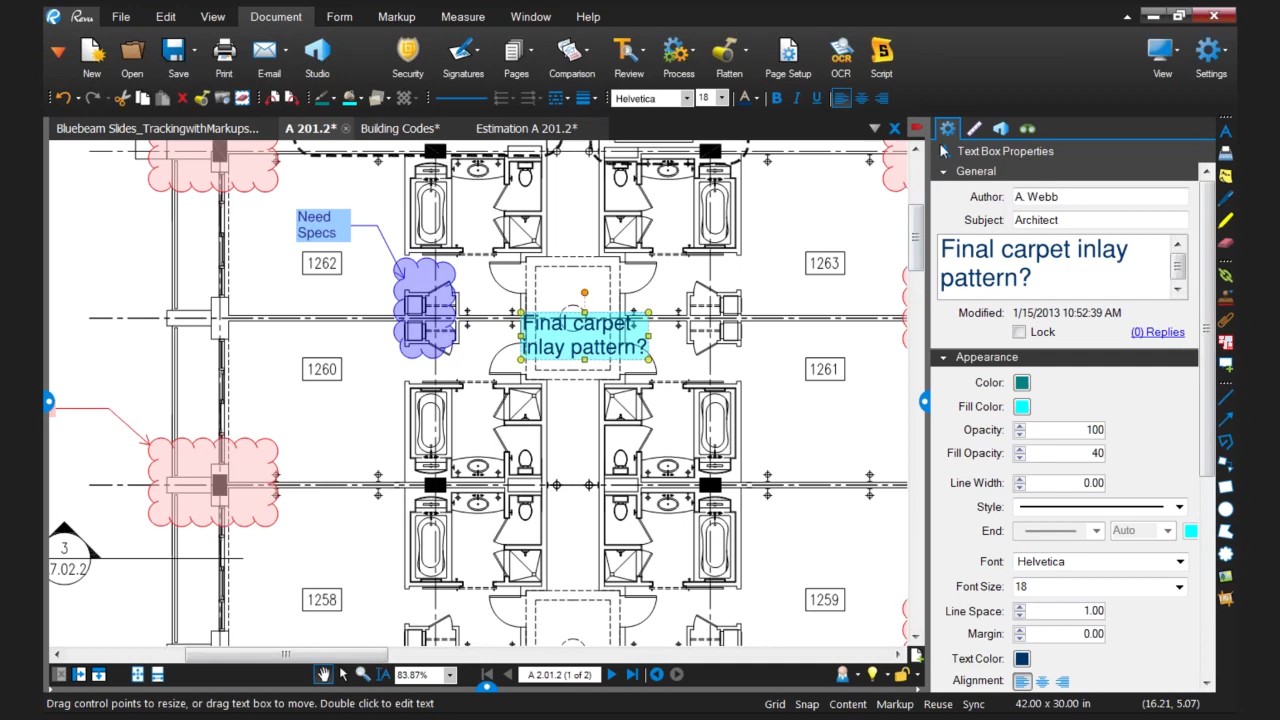 Revu File Edit View Document Form Markup Measure Window Help
New Open Save Print E-mail Studio Security Signatures Pages Comparison Review Process Flatten Page Setup OCR Script View Settings
Helvetica 18 A B I U
Bluebeam Slides_TrackingwithMarkups... A 201.2* Building Codes* Estimation A 201.2*
Text Box Properties
General
Author: A. Webb
Subject: Architect
Final carpet inlay
pattern?
Modified: 1/15/2013 10:52:39 AM
Lock (0) Replies
Appearance
Color:
Fill Color:
Opacity: 100
Fill Opacity: 40
Line Width: 0.00
Style:
End: Auto
Font: Helvetica
Font Size: 18
Line Space: 1.00
Margin: 0.00
Text Color:
Alignment:
Need
Specs
1262 1263
Final carpet
inlay pattern?
1260 1261
3
7.02.2
1258 1259
83.87% A 2.01.2 (1 of 2)
Drag control points to resize, or drag text box to move. Double click to edit text Grid Snap Content Markup Reuse Sync 42.00 x 30.00 in (16.21, 5.07)